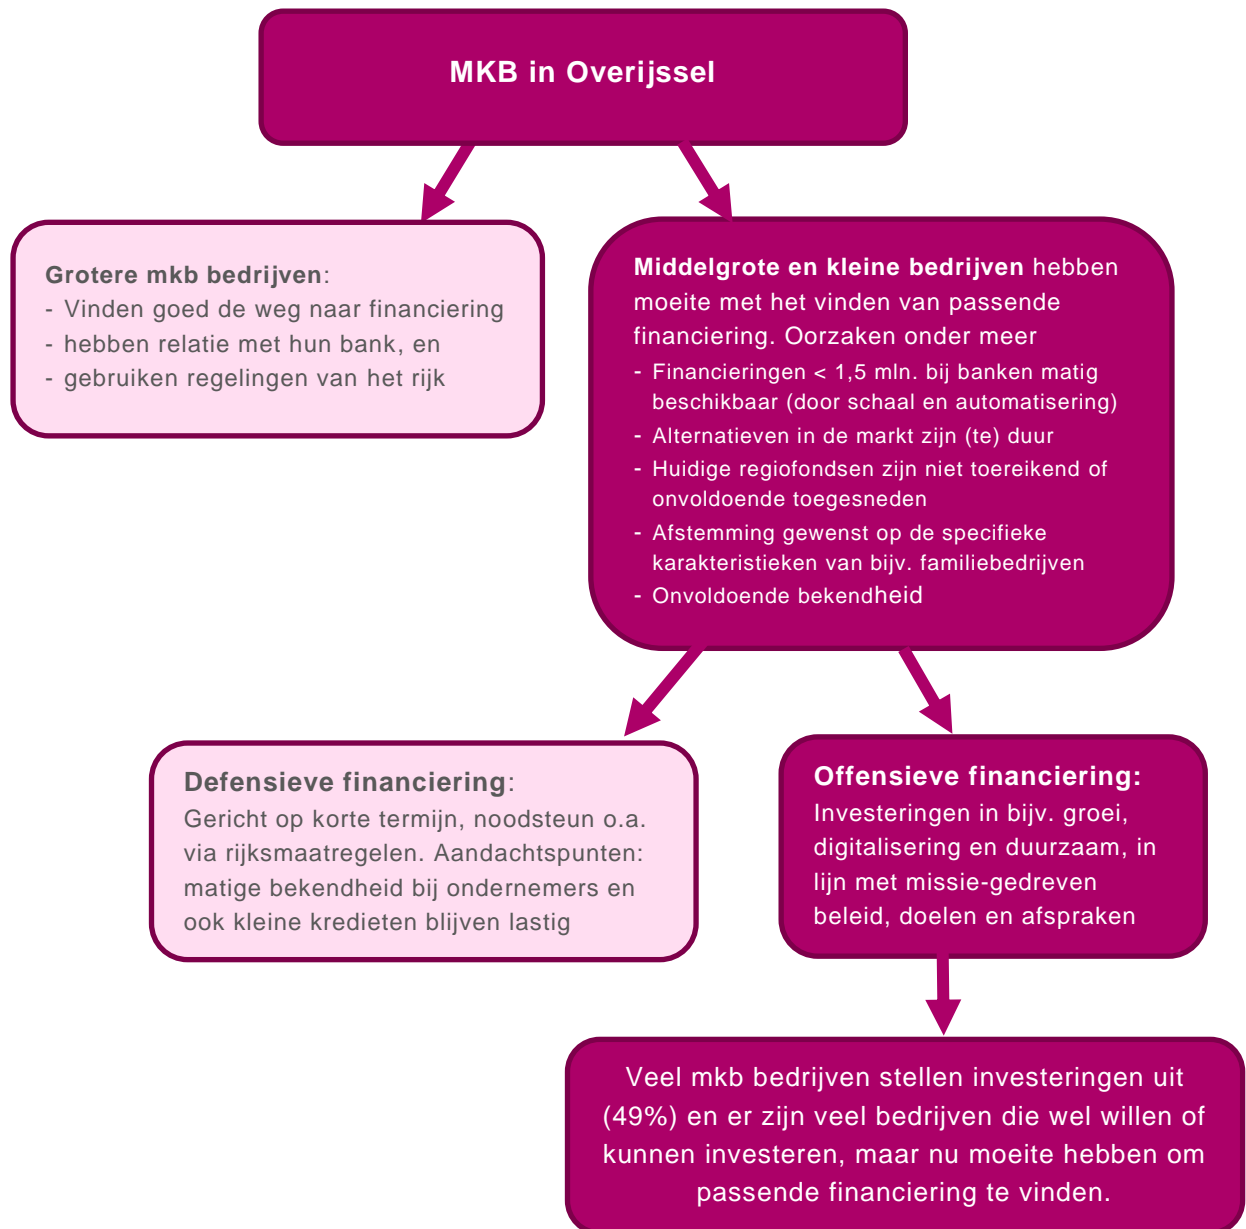 MKB in Overijssel
Grotere mkb bedrijven:
- Vinden goed de weg naar financiering
- hebben relatie met hun bank, en
- gebruiken regelingen van het rijk
Middelgrote en kleine bedrijven hebben
moeite met het vinden van passende
financiering. Oorzaken onder meer
- Financieringen < 1,5 mln. bij banken matig
beschikbaar (door schaal en automatisering)
- Alternatieven in de markt zijn (te) duur
- Huidige regiofondsen zijn niet toereikend of
onvoldoende toegesneden
- Afstemming gewenst op de specifieke
karakteristieken van bijv. familiebedrijven
- Onvoldoende bekendheid
Defensieve financiering:
Gericht op korte termijn, noodsteun o.a.
via rijksmaatregelen. Aandachtspunten:
matige bekendheid bij ondernemers en
ook kleine kredieten blijven lastig
Offensieve financiering:
Investeringen in bijv. groei,
digitalisering en duurzaam, in
lijn met missie-gedreven
beleid, doelen en afspraken
Veel mkb bedrijven stellen investeringen uit
(49%) en er zijn veel bedrijven die wel willen of
kunnen investeren, maar nu moeite hebben om
passende financiering te vinden.